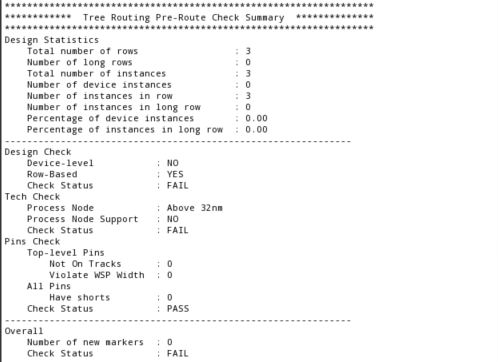 ******************************************************************
************  Tree Routing Pre-Route Check Summary  **************
******************************************************************
Design Statistics
    Total number of rows                 : 3
    Number of long rows                  : 0
    Total number of instances            : 3
    Number of device instances           : 0
    Number of instances in row           : 3
    Number of instances in long row      : 0
    Percentage of device instances       : 0.00
    Percentage of instances in long row  : 0.00
--------------------------------------------------------------
Design Check
    Device-level           : NO
    Row-Based              : YES
    Check Status           : FAIL
Tech Check
    Process Node           : Above 32nm
    Process Node Support   : NO
    Check Status           : FAIL
Pins Check
    Top-level Pins
        Not On Tracks      : 0
        Violate WSP Width  : 0
    All Pins
        Have shorts        : 0
    Check Status           : PASS
--------------------------------------------------------------
Overall
    Number of new markers  : 0
    Check Status           : FAIL